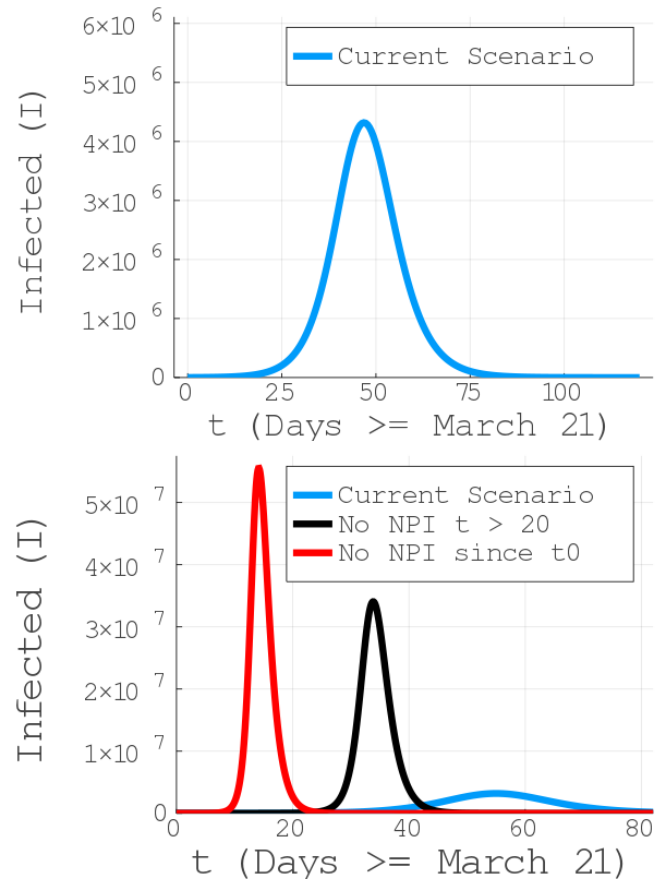 6×10 6
Current Scenario
5×10 6
4×10 6
3×10 6
2×10 6
1×10 6
0
Infected (I)
0 25 50 75 100
t (Days >= March 21)
Current Scenario
No NPI t > 20
No NPI since t0
5×10 7
4×10 7
3×10 7
2×10 7
1×10 7
0
Infected (I)
0 20 40 60 80
t (Days >= March 21)